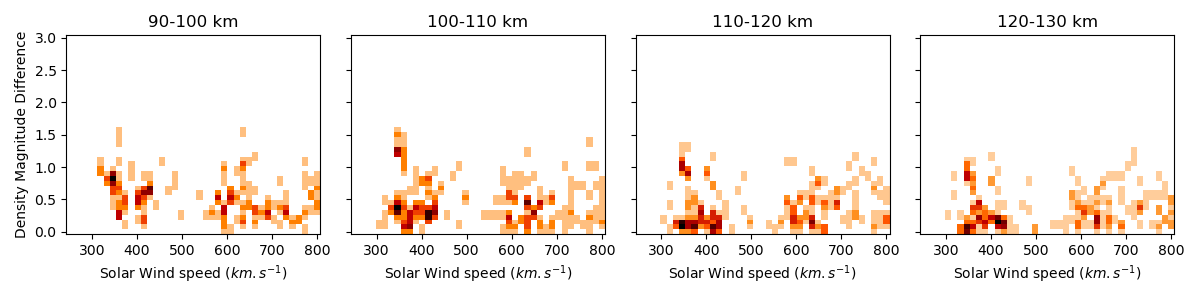 90-100 km
100-110 km
110-120 km
120-130 km
Density Magnitude Difference
3.0
2.5
2.0
1.5
1.0
0.5
0.0
300 400 500 600 700 800
300 400 500 600 700 800
300 400 500 600 700 800
300 400 500 600 700 800
Solar Wind speed (km.s⁻¹)
Solar Wind speed (km.s⁻¹)
Solar Wind speed (km.s⁻¹)
Solar Wind speed (km.s⁻¹)